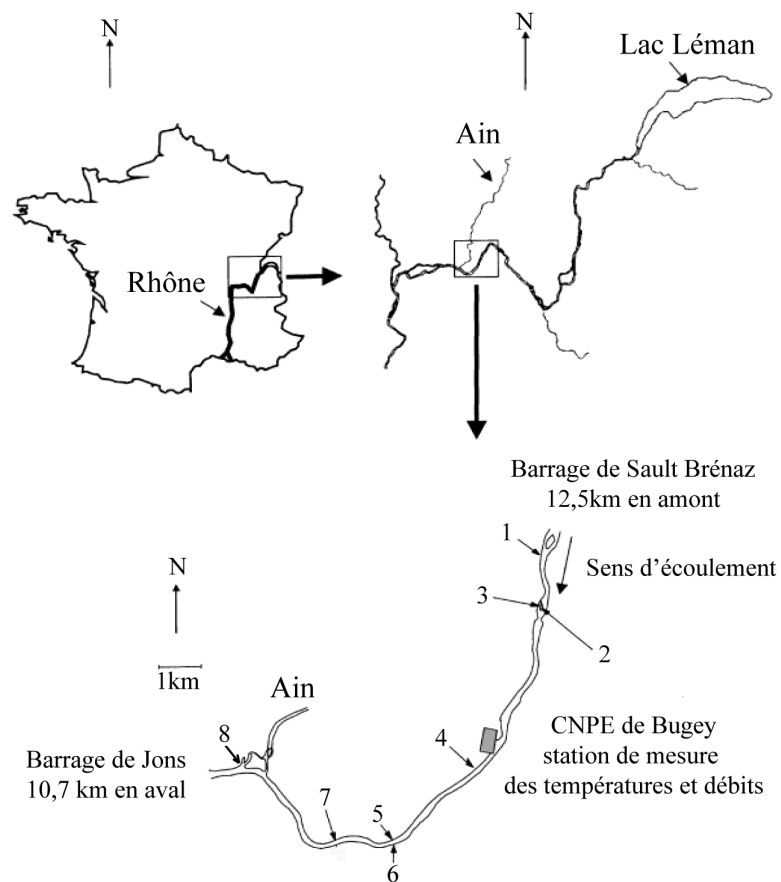 N
N
Lac Léman
Ain
Rhône
Barrage de Sault Brénaz
12,5km en amont
1
Sens d’écoulement
N
3
2
1km
Ain
CNPE de Bugey
station de mesure
des températures et débits
8
4
Barrage de Jons
10,7 km en aval
7
5
6